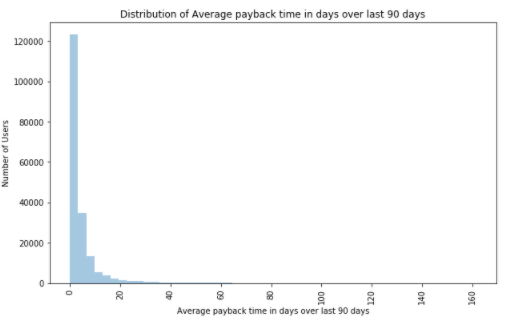 Distribution of Average payback time in days over last 90 days
120000
100000
80000
60000
40000
20000
0
Number of Users
0 20 40 60 80 100 120 140 160
Average payback time in days over last 90 days